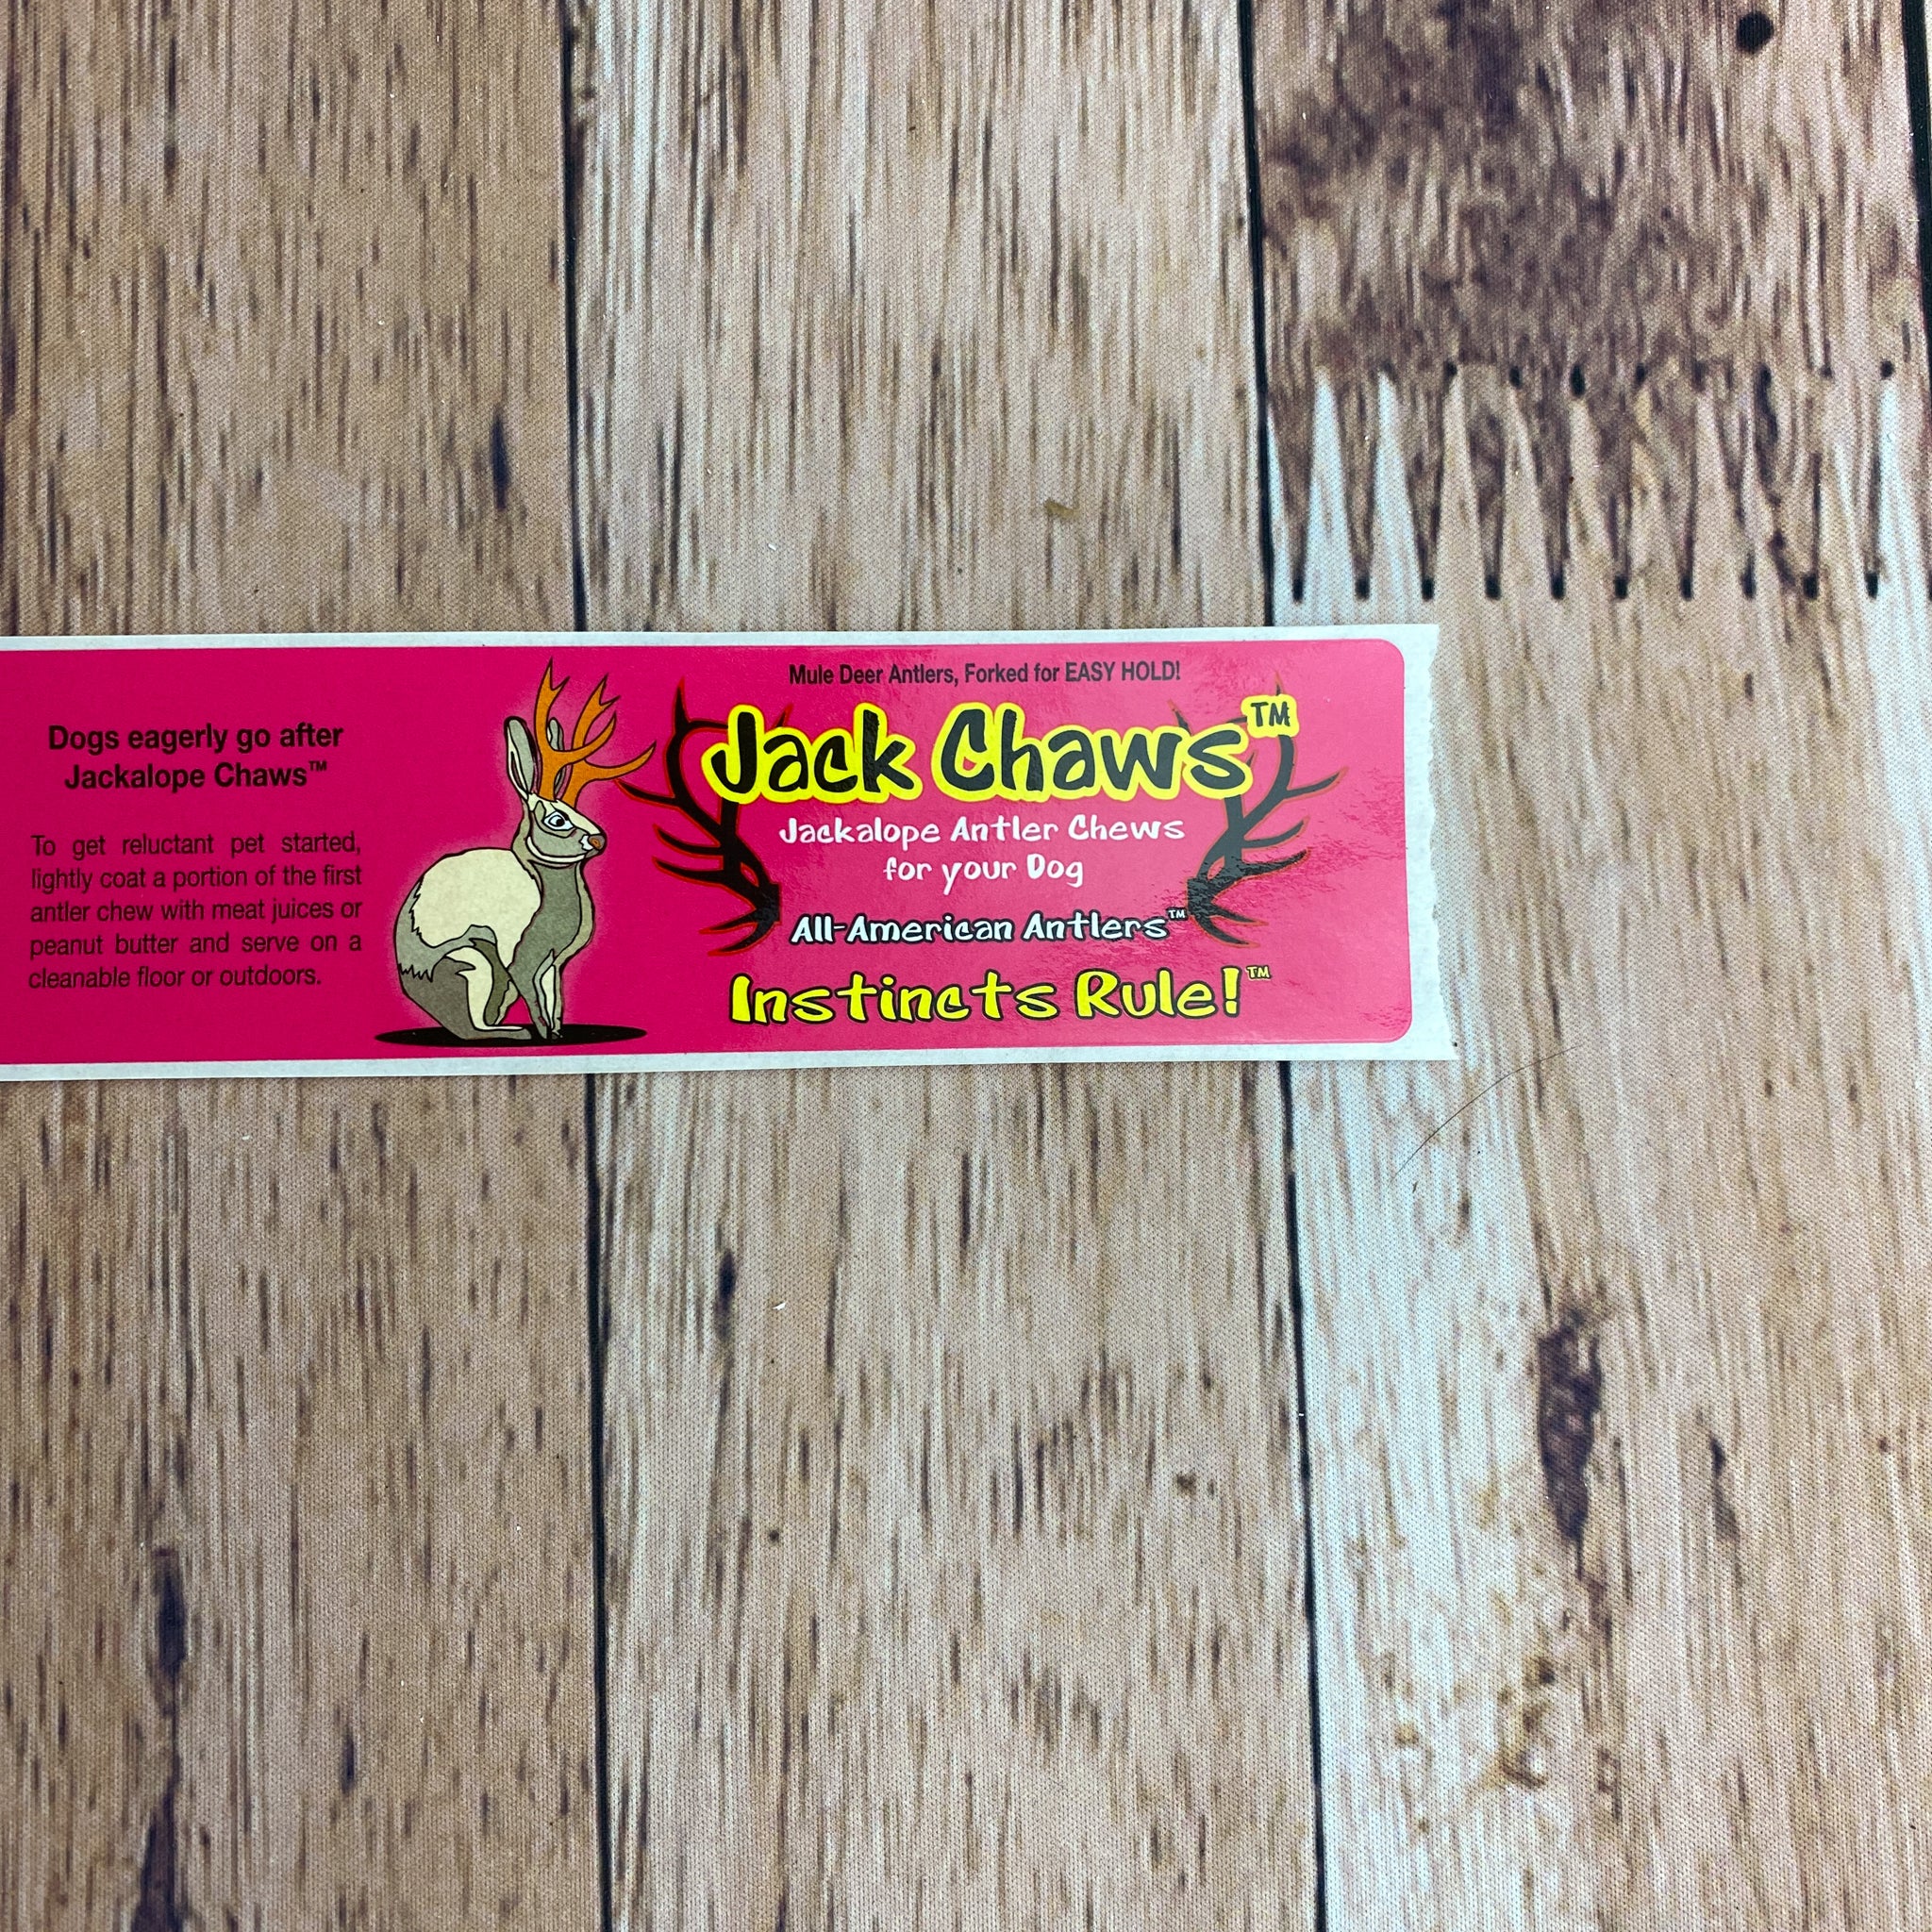 Dogs eagerly go after
Jackalope Chaws™
To get reluctant pet started,
lightly coat a portion of the first
antler chew with meat juices or
peanut butter and serve on a
cleanable floor or outdoors.
Mule Deer Antlers, Forked for EASY HOLD!
Jack Chaws™
Jackalope Antler Chews
for your Dog
All-American Antlers™
Instincts Rule!™